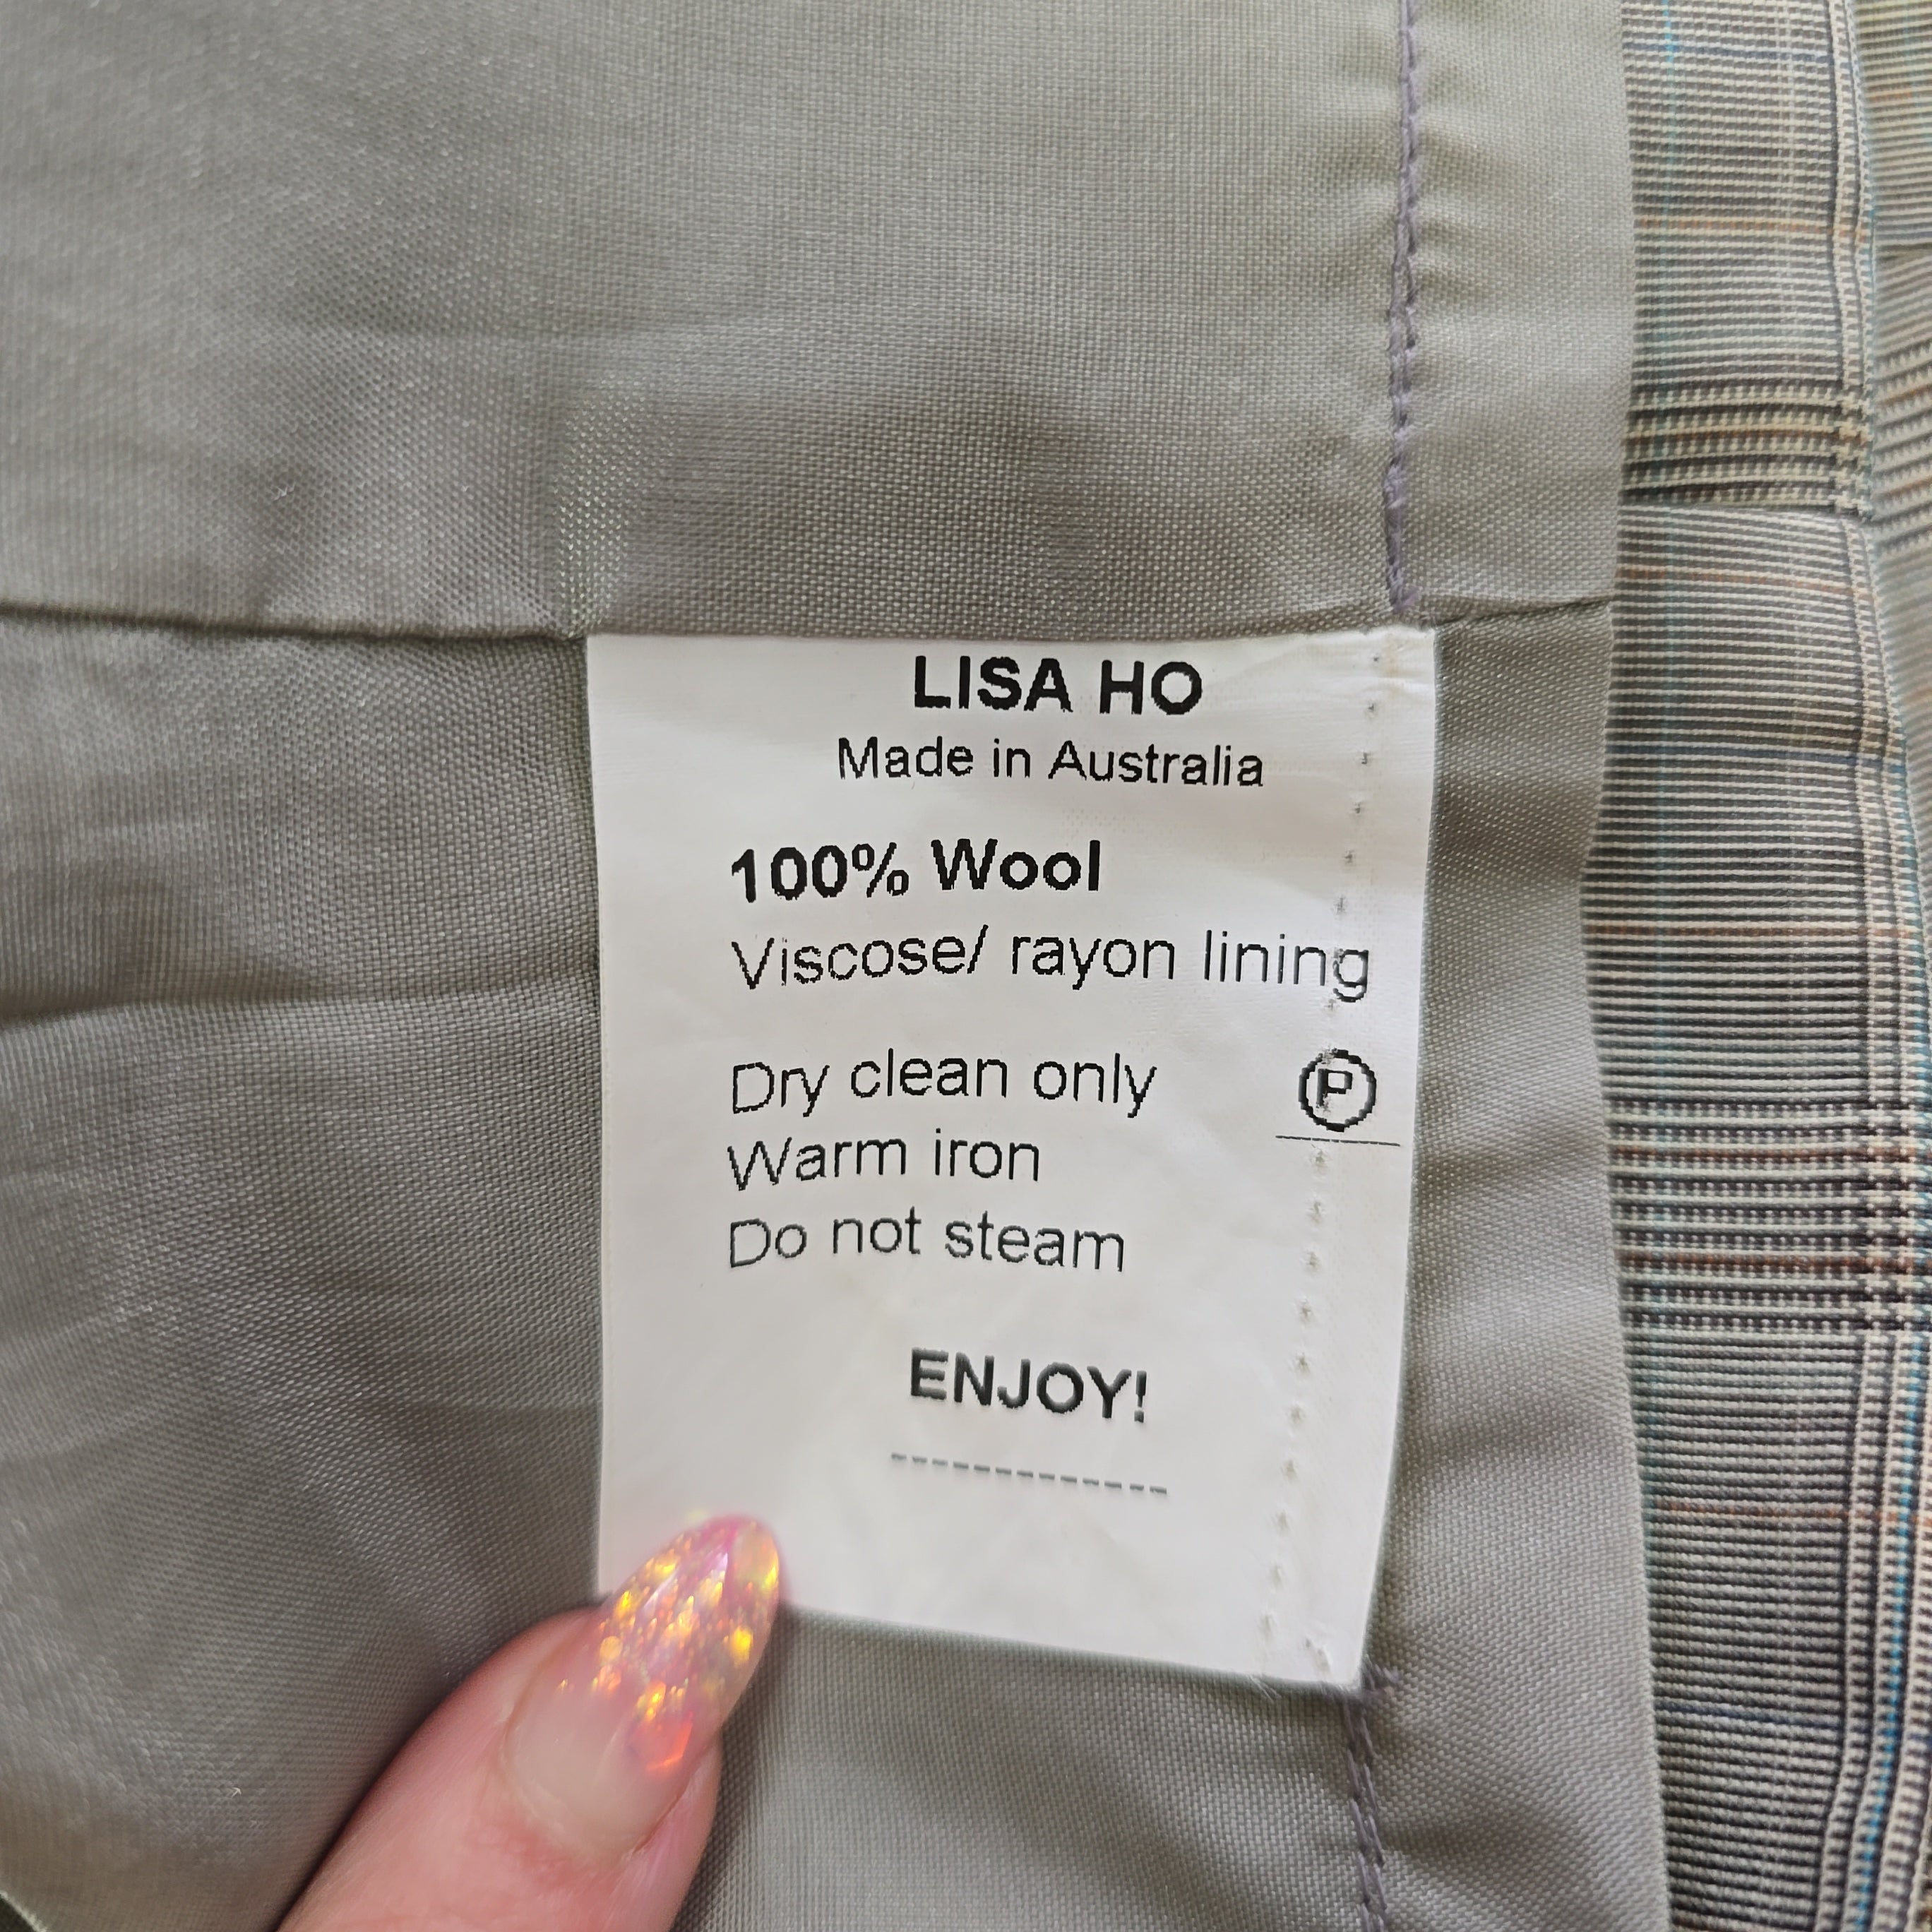 LISA HO
Made in Australia
100% Wool
Viscose/ rayon lining
Dry clean only
P
Warm iron
Do not steam
ENJOY!
-------------